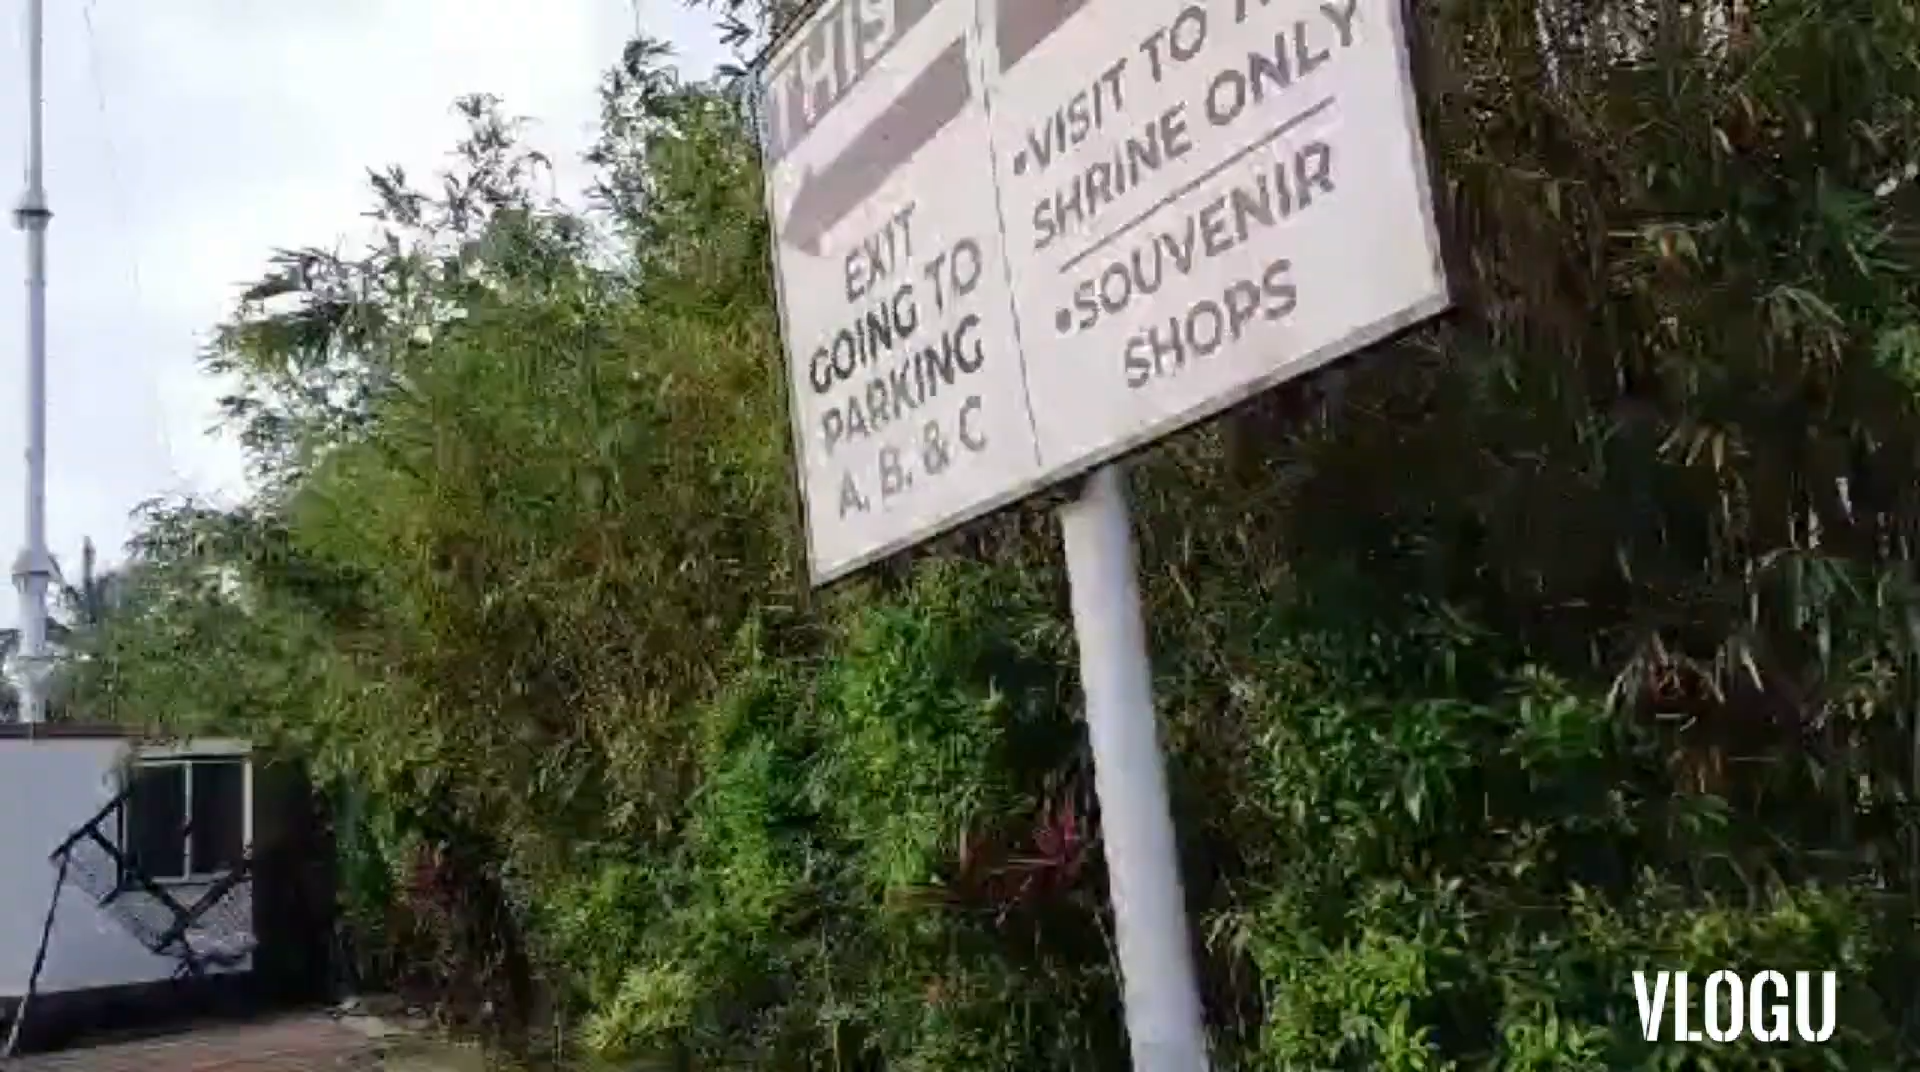 THIS
EXIT
GOING TO
PARKING
A, B, & C
•VISIT TO
SHRINE ONLY
•SOUVENIR
SHOPS
VLOGU